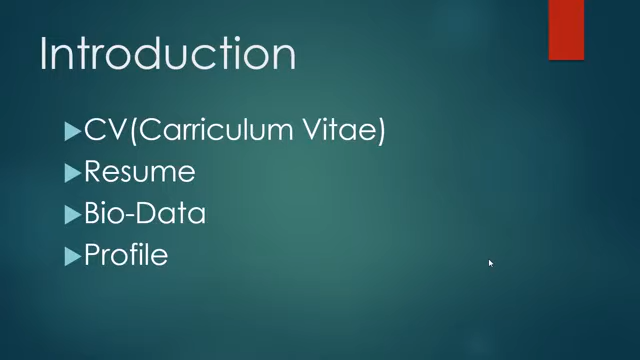 Introduction
CV(Carriculum Vitae)
Resume
Bio-Data
Profile